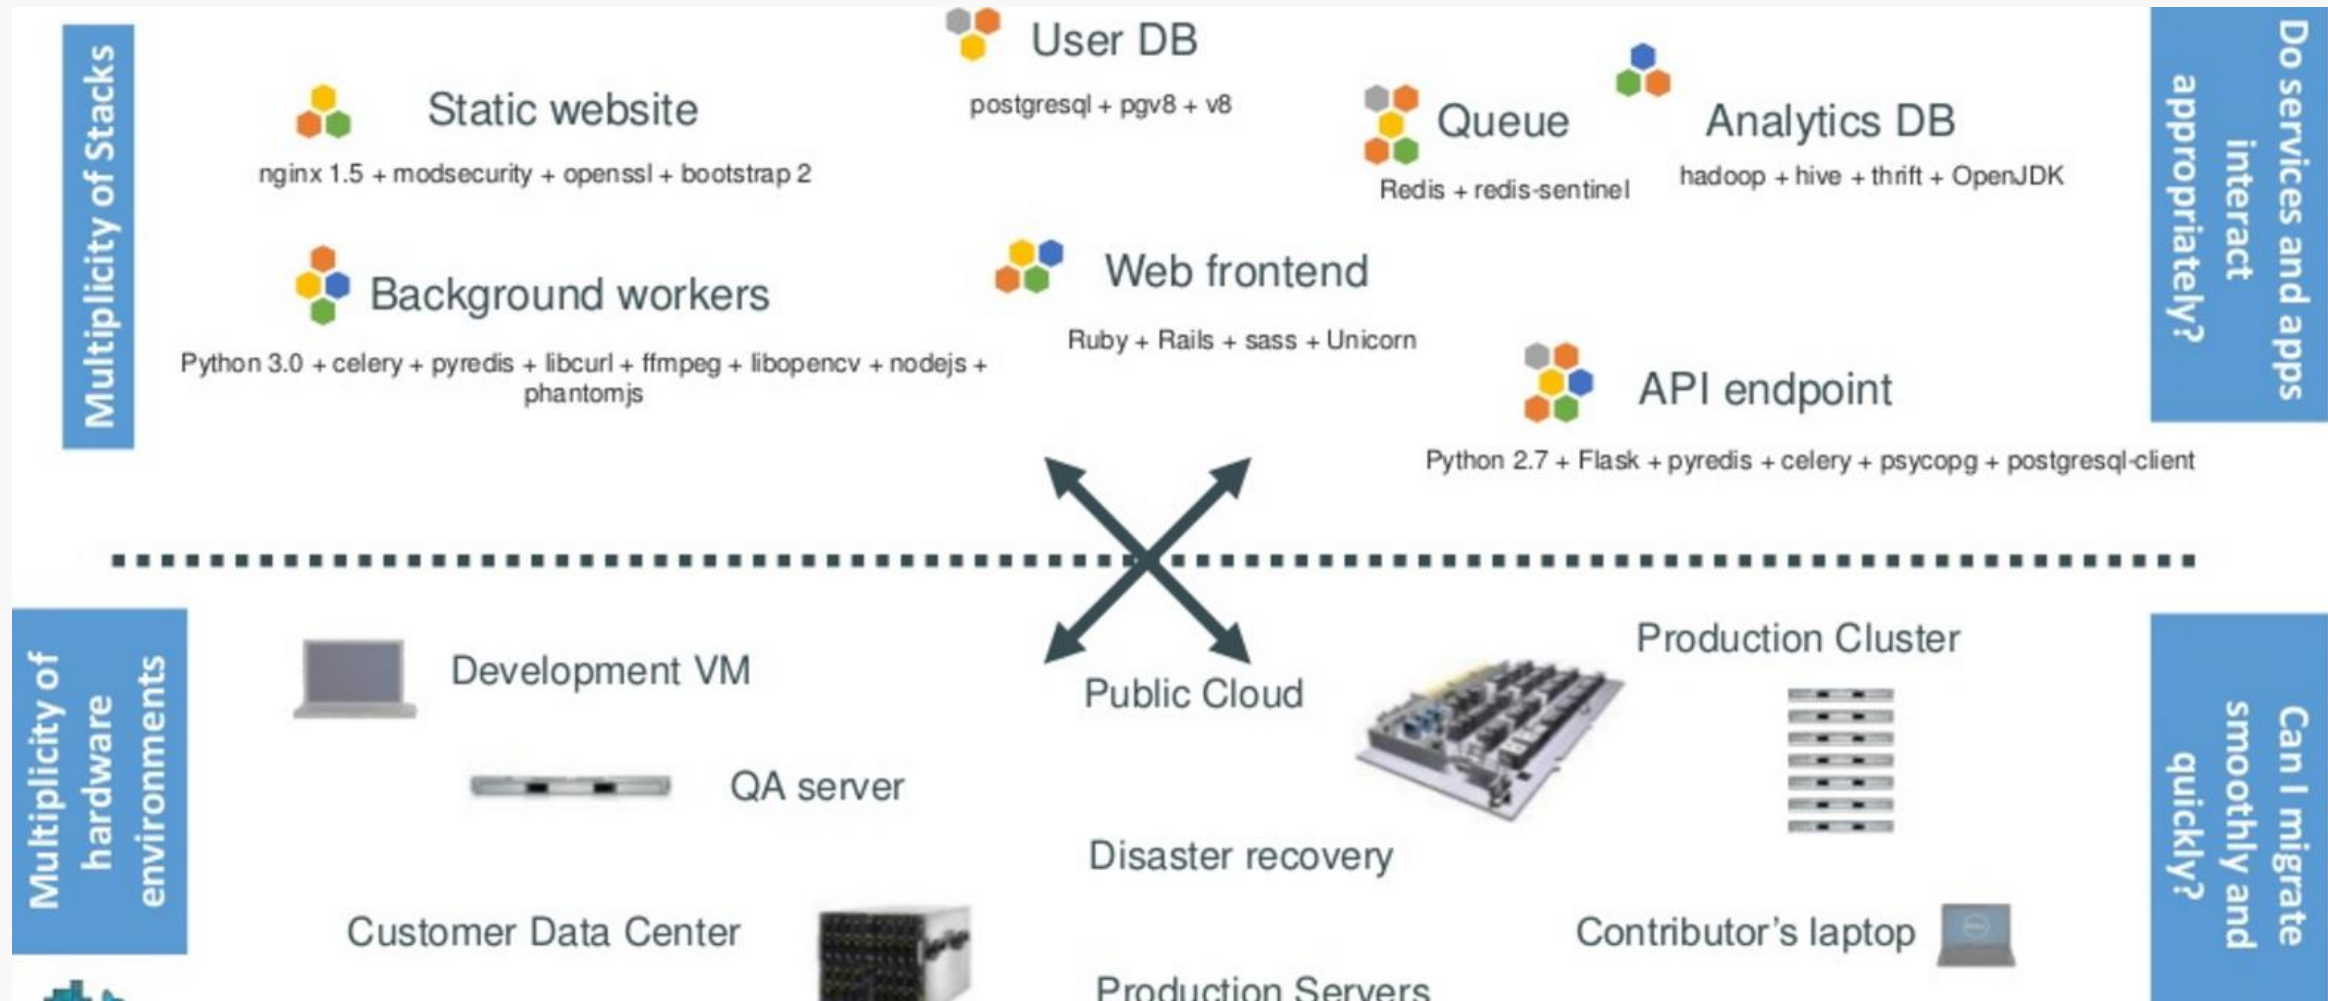 Multiplicity of Stacks
User DB
postgresql + pgv8 + v8
Static website
nginx 1.5 + modsecurity + openssl + bootstrap 2
Queue
Redis + redis-sentinel
Analytics DB
hadoop + hive + thrift + OpenJDK
Background workers
Python 3.0 + celery + pyredis + libcurl + ffmpeg + libopencv + nodejs +
phantomjs
Web frontend
Ruby + Rails + sass + Unicorn
API endpoint
Python 2.7 + Flask + pyredis + celery + psycopg + postgresql-client
Do services and apps
interact
appropriately?
Multiplicity of
hardware
environments
Development VM
QA server
Customer Data Center
Public Cloud
Disaster recovery
Production Servers
Production Cluster
Contributor's laptop
Can I migrate
smoothly and
quickly?